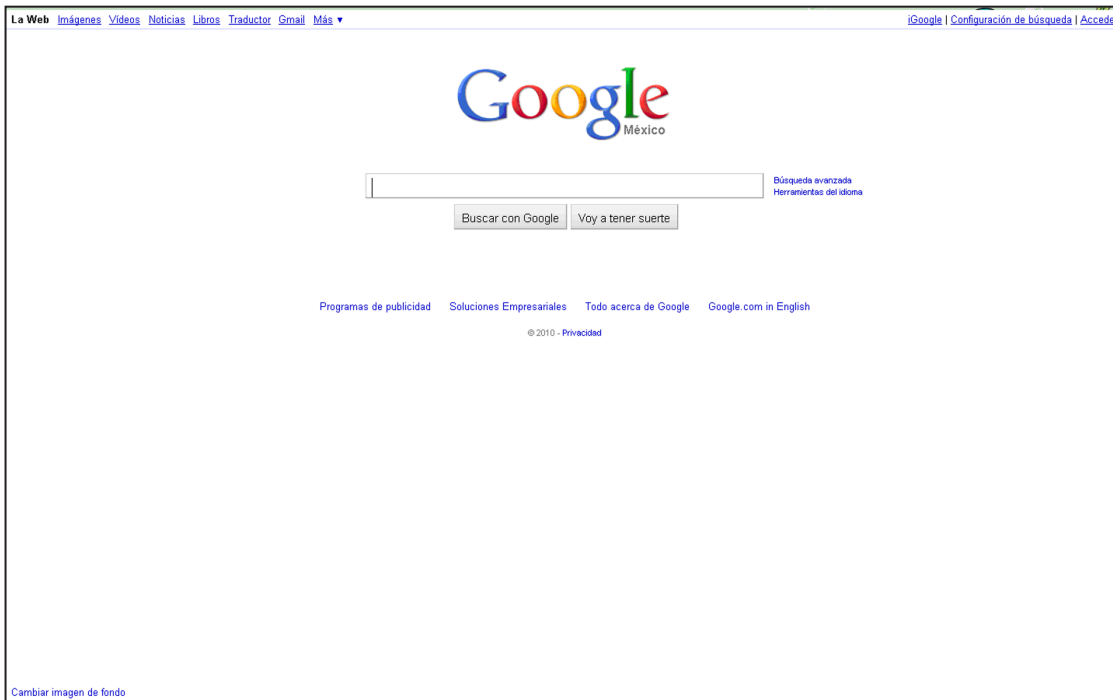 La Web Imágenes Vídeos Noticias Libros Traductor Gmail Más ▼ iGoogle | Configuración de búsqueda | Accede
Google
México
Búsqueda avanzada
Herramientas del idioma
Buscar con Google Voy a tener suerte
Programas de publicidad Soluciones Empresariales Todo acerca de Google Google.com in English
© 2010 - Privacidad
Cambiar imagen de fondo